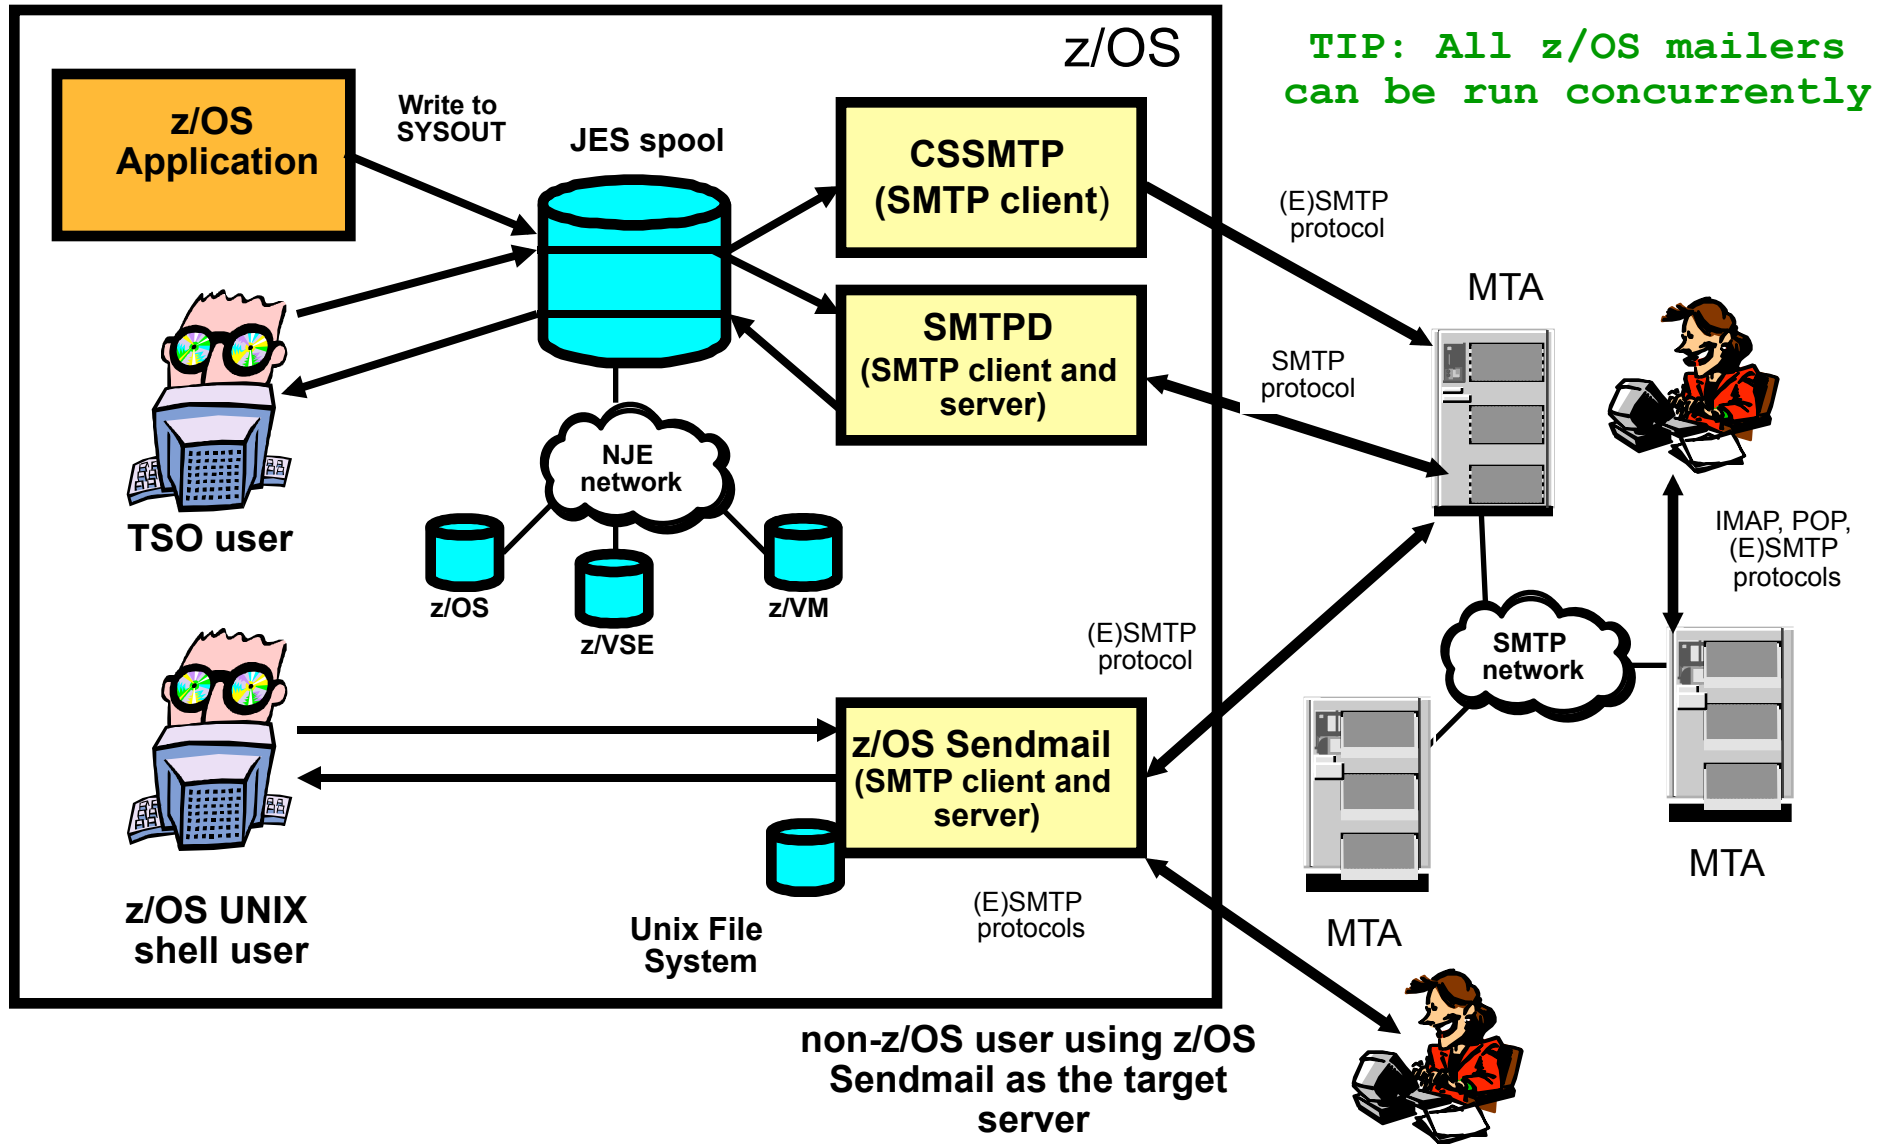 z/OS
TIP: All z/OS mailers
can be run concurrently
z/OS
Application
Write to
SYSOUT
JES spool
CSSMTP
(SMTP client)
(E)SMTP
protocol
MTA
SMTPD
(SMTP client and
server)
SMTP
protocol
NJE
network
TSO user
z/OS
z/VSE
z/VM
IMAP, POP,
(E)SMTP
protocols
(E)SMTP
protocol
SMTP
network
z/OS Sendmail
(SMTP client and
server)
MTA
MTA
z/OS UNIX
shell user
Unix File
System
(E)SMTP
protocols
non-z/OS user using z/OS
Sendmail as the target
server